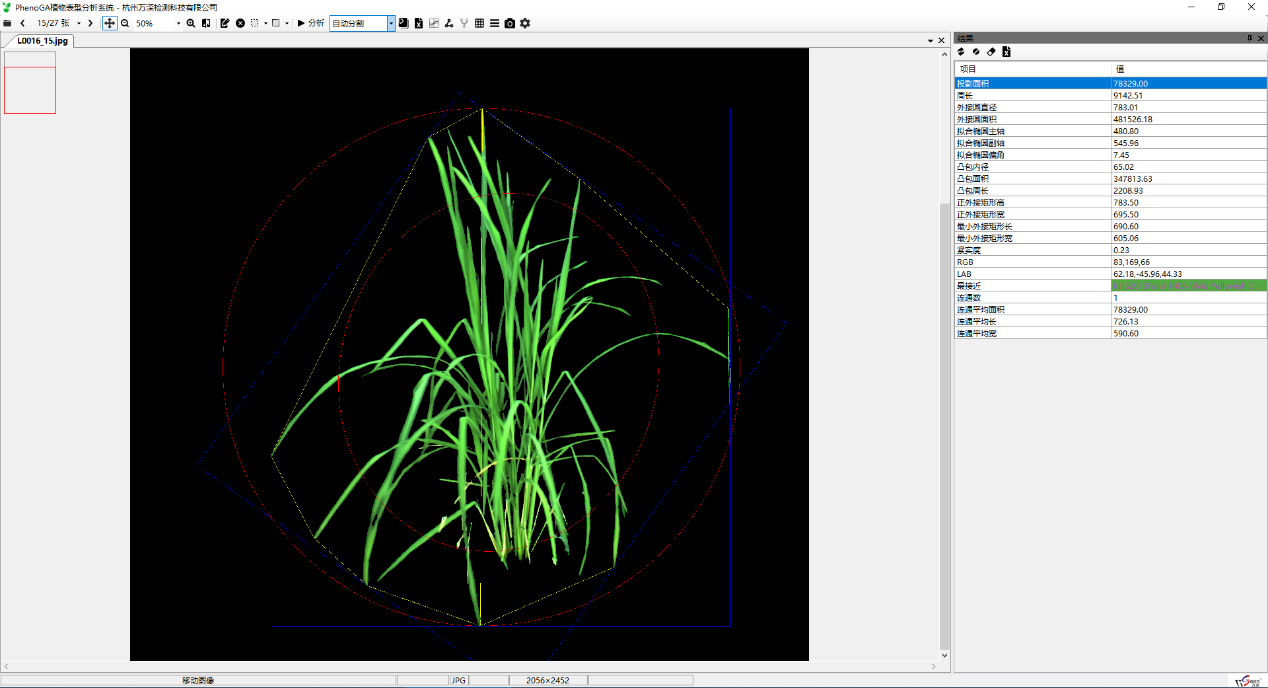 PhenoGA植物表型分析系统 - 杭州万深检测科技有限公司
15/27 张
50%
分析
自动分割
L0016_15.jpg
结果
项目 值
投影面积 78329.00
周长 9142.51
外接圆直径 783.01
外接圆面积 481526.18
拟合椭圆主轴 480.80
拟合椭圆副轴 545.96
拟合椭圆偏角 7.45
凸包内径 65.02
凸包面积 347813.63
凸包周长 2208.93
正外接矩形高 783.50
正外接矩形宽 695.50
最小外接矩形长 690.60
最小外接矩形宽 605.06
紧实度 0.23
RGB 83,169,66
LAB 62.18,-45.96,44.33
最接近
连通数 1
连通平均面积 78329.00
连通平均长 726.13
连通平均宽 590.60
移动图像
JPG
2056×2452